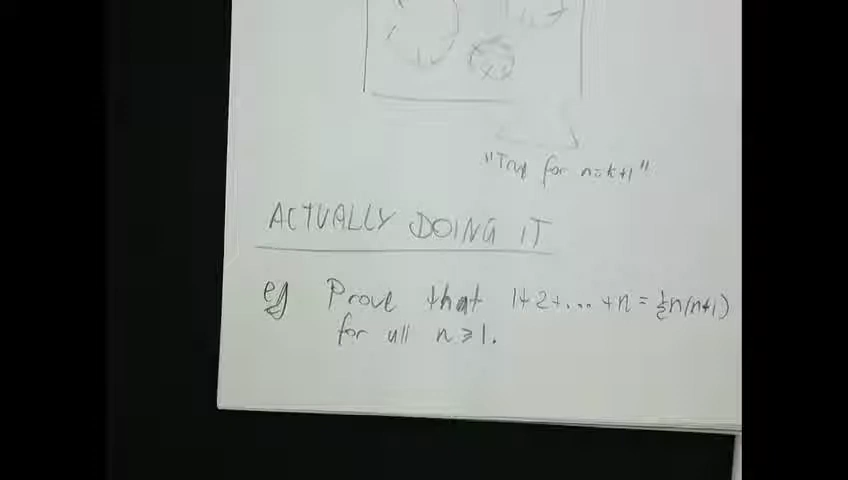 "True for n=k+1"
ACTUALLY DOING IT
eg Prove that 1+2+...+n = ½n(n+1)
for all n ≥ 1.